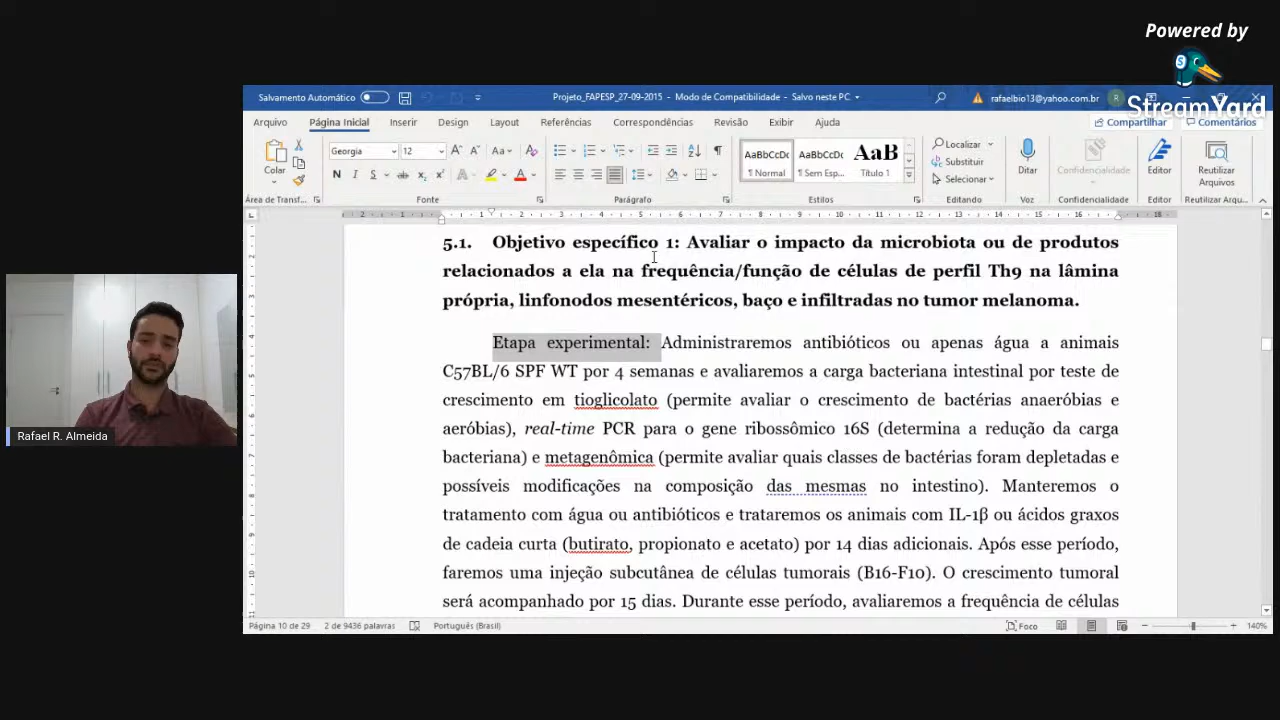 Powered by
StreamYard
Salvamento Automático
Projeto_FAPESP_27-09-2015 - Modo de Compatibilidade - Salvo neste PC
rafaelbio13@yahoo.com.br
R
Arquivo Página Inicial Inserir Design Layout Referências Correspondências Revisão Exibir Ajuda Compartilhar Comentários
Colar
Georgia 12
N I S
AaBbCcDc AaBbCcDc AaB
¶ Normal ¶ Sem Esp... Título 1
Localizar
Substituir
Selecionar
Ditar
Confidencialidade
Editor
Reutilizar
Arquivos
Área de Transf... Fonte Parágrafo Estilos Editando Voz Confidencialidade Editor Reutilizar Arqu...
5.1. Objetivo específico 1: Avaliar o impacto da microbiota ou de produtos
relacionados a ela na frequência/função de células de perfil Th9 na lâmina
própria, linfonodos mesentéricos, baço e infiltradas no tumor melanoma.
Etapa experimental: Administraremos antibióticos ou apenas água a animais
C57BL/6 SPF WT por 4 semanas e avaliaremos a carga bacteriana intestinal por teste de
crescimento em tioglicolato (permite avaliar o crescimento de bactérias anaeróbias e
aeróbias), real-time PCR para o gene ribossômico 16S (determina a redução da carga
bacteriana) e metagenômica (permite avaliar quais classes de bactérias foram depletadas e
possíveis modificações na composição das mesmas no intestino). Manteremos o
tratamento com água ou antibióticos e trataremos os animais com IL-1β ou ácidos graxos
de cadeia curta (butirato, propionato e acetato) por 14 dias adicionais. Após esse período,
faremos uma injeção subcutânea de células tumorais (B16-F10). O crescimento tumoral
será acompanhado por 15 dias. Durante esse período, avaliaremos a frequência de células
Rafael R. Almeida
Página 10 de 29 2 de 9436 palavras Português (Brasil) Foco 140%